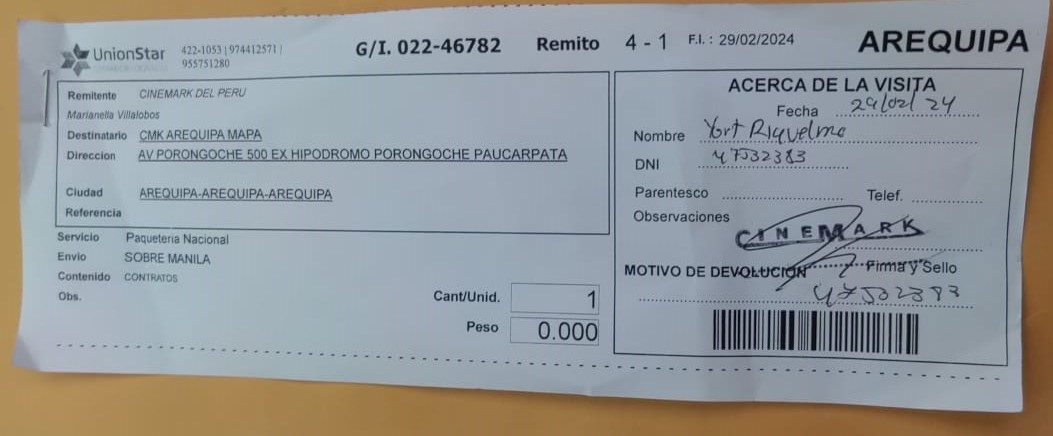 UnionStar 422-1053 | 974412571 |
955751280
G/I. 022-46782 Remito 4 - 1 F.I. : 29/02/2024 AREQUIPA
Remitente CINEMARK DEL PERU
Marianella Villalobos
Destinatario CMK AREQUIPA MAPA
Direccion AV PORONGOCHE 500 EX HIPODROMO PORONGOCHE PAUCARPATA
Ciudad AREQUIPA-AREQUIPA-AREQUIPA
Referencia
Servicio Paqueteria Nacional
Envio SOBRE MANILA
Contenido CONTRATOS
Obs.
Cant/Unid. 1
Peso 0.000
ACERCA DE LA VISITA
Fecha 29/02/24
Nombre Yort Riquelme
DNI 47532383
Parentesco Telef.
Observaciones
CINEMARK
MOTIVO DE DEVOLUCION Firma y Sello